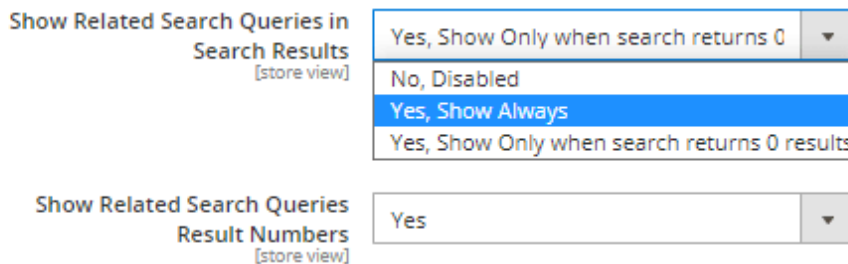 Show Related Search Queries in
Search Results
[store view]
Yes, Show Only when search returns 0
No, Disabled
Yes, Show Always
Yes, Show Only when search returns 0 results
Show Related Search Queries
Result Numbers
[store view]
Yes